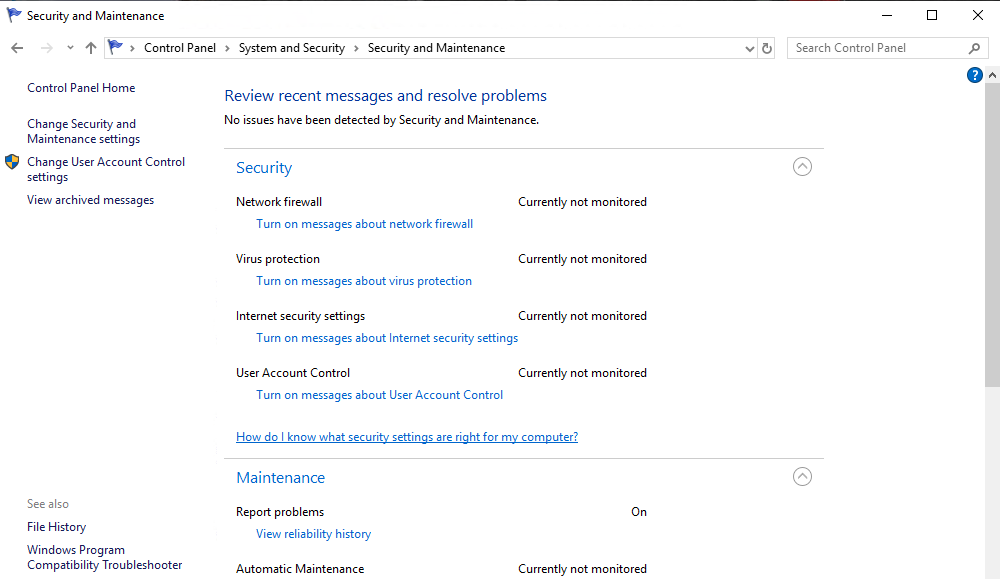 Security and Maintenance
Control Panel > System and Security > Security and Maintenance
Search Control Panel
Control Panel Home
Change Security and
Maintenance settings
Change User Account Control
settings
View archived messages
?
Review recent messages and resolve problems
No issues have been detected by Security and Maintenance.
Security
Network firewall Currently not monitored
Turn on messages about network firewall
Virus protection Currently not monitored
Turn on messages about virus protection
Internet security settings Currently not monitored
Turn on messages about Internet security settings
User Account Control Currently not monitored
Turn on messages about User Account Control
How do I know what security settings are right for my computer?
Maintenance
Report problems On
View reliability history
Automatic Maintenance Currently not monitored
See also
File History
Windows Program
Compatibility Troubleshooter